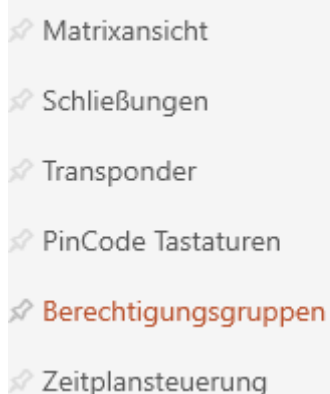 Matrixansicht
Schließungen
Transponder
PinCode Tastaturen
Berechtigungsgruppen
Zeitplansteuerung